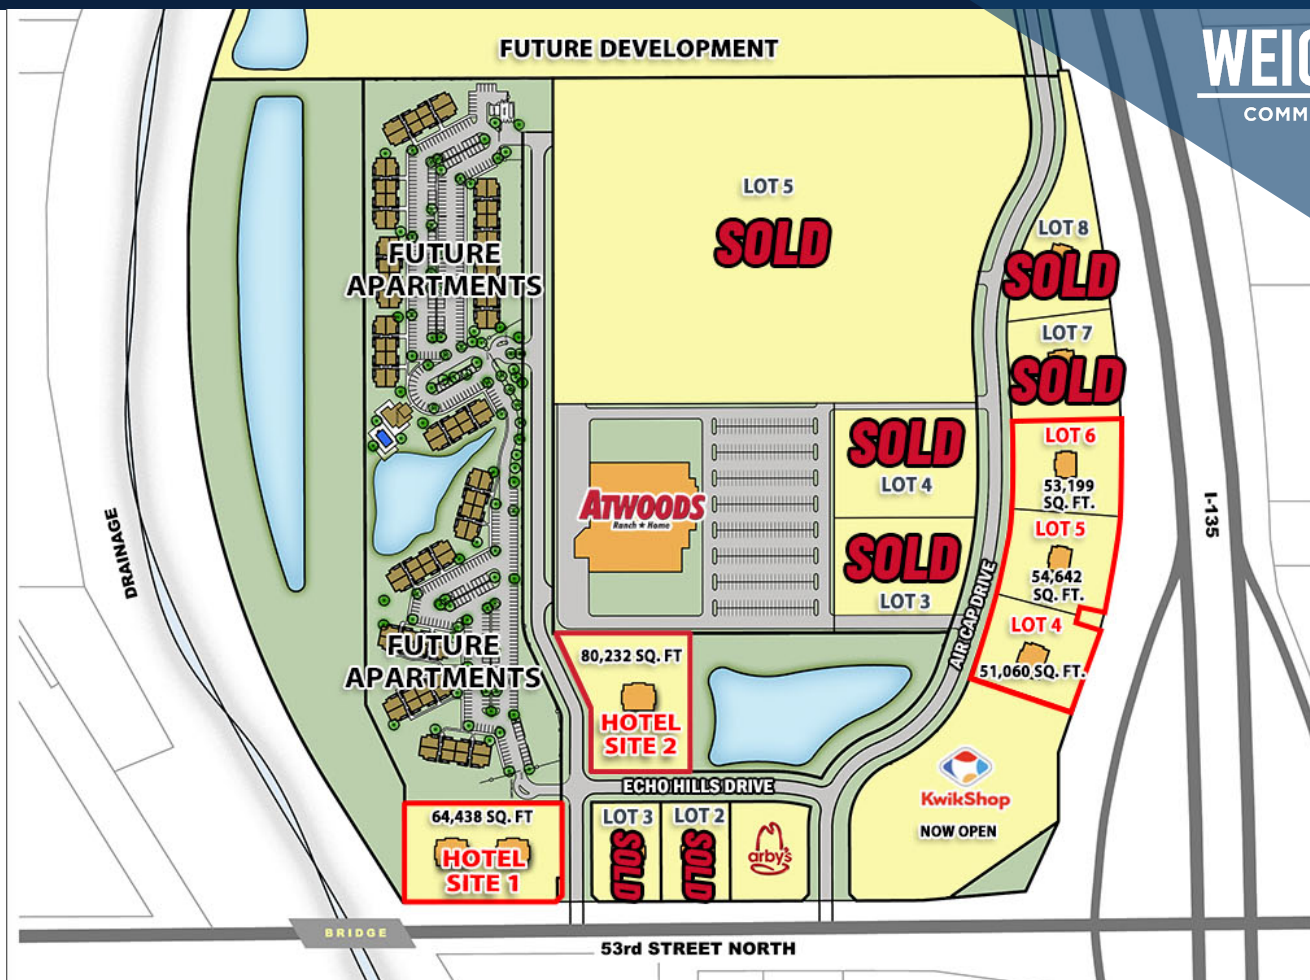 WEIG
COMM
FUTURE DEVELOPMENT
LOT 5
SOLD
LOT 8
SOLD
FUTURE
APARTMENTS
LOT 7
SOLD
SOLD
LOT 4
LOT 6
53,199
SQ. FT.
ATWOODS
Ranch ★ Home
I-135
DRAINAGE
SOLD
LOT 3
LOT 5
54,642
SQ. FT.
AIR CAP DRIVE
LOT 4
51,060 SQ. FT.
FUTURE
APARTMENTS
80,232 SQ. FT
HOTEL
SITE 2
ECHO HILLS DRIVE
KwikShop
NOW OPEN
64,438 SQ. FT
HOTEL
SITE 1
LOT 3
SOLD
LOT 2
SOLD
arby's
BRIDGE
53rd STREET NORTH